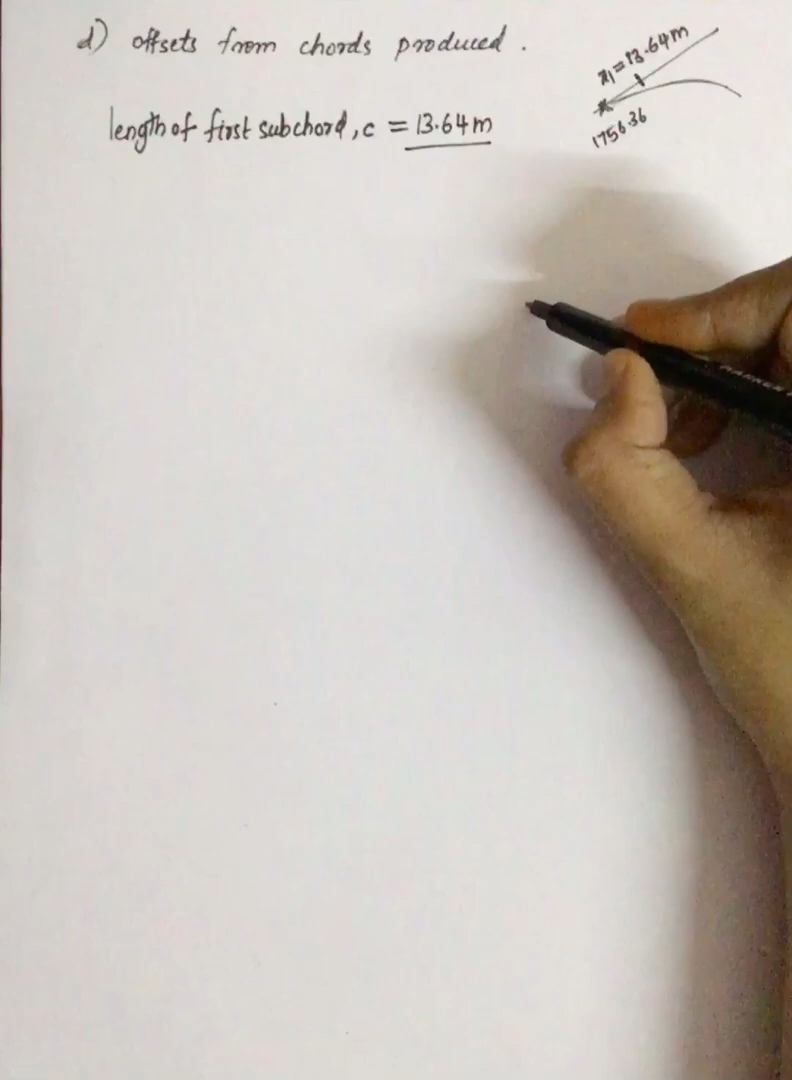 d) offsets from chords produced.
x1 = 13.64m
1756.36
length of first subchord, c = 13.64m